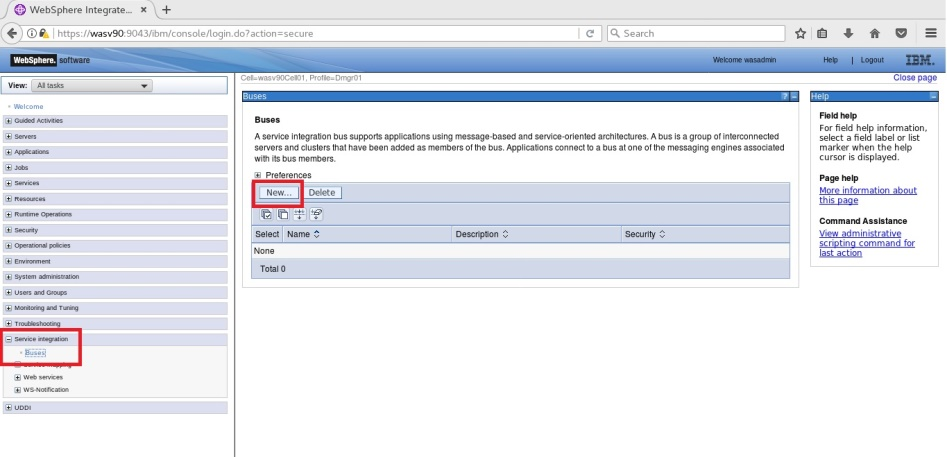 WebSphere Integrate...
https://wasv90:9043/ibm/console/login.do?action=secure
Search
WebSphere. software
Welcome wasadmin
Help | Logout
IBM.
View: All tasks
Cell=wasv90Cell01, Profile=Dmgr01
Close page
Welcome
Guided Activities
Servers
Applications
Jobs
Services
Resources
Runtime Operations
Security
Operational policies
Environment
System administration
Users and Groups
Monitoring and Tuning
Troubleshooting
Service integration
Buses
Web services
WS-Notification
UDDI
Buses
Buses
A service integration bus supports applications using message-based and service-oriented architectures. A bus is a group of interconnected
servers and clusters that have been added as members of the bus. Applications connect to a bus at one of the messaging engines associated
with its bus members.
Preferences
New... Delete
Select Name Description Security
None
Total 0
Help
Field help
For field help information,
select a field label or list
marker when the help
cursor is displayed.
Page help
More information about
this page
Command Assistance
View administrative
scripting command for
last action